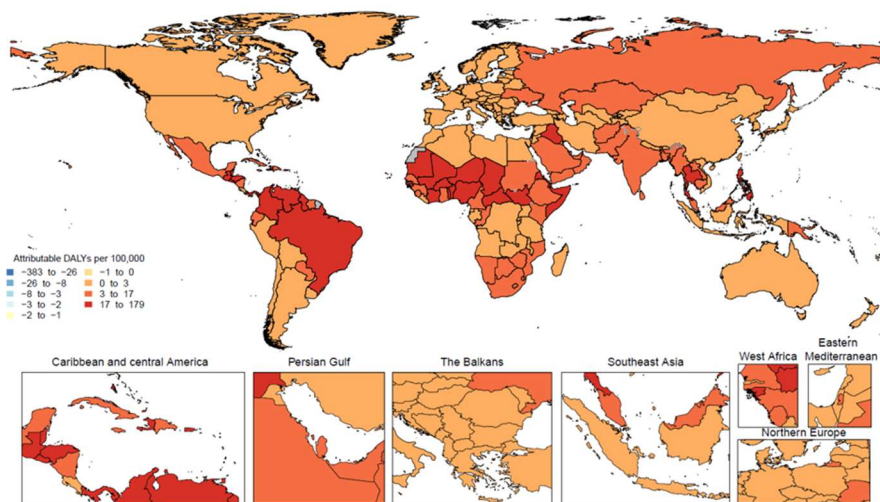 Attributable DALYs per 100,000
−383 to −26
−26 to −8
−8 to −3
−3 to −2
−2 to −1
−1 to 0
0 to 3
3 to 17
17 to 179
Caribbean and central America
Persian Gulf
The Balkans
Southeast Asia
West Africa
Eastern
Mediterranean
Northern Europe